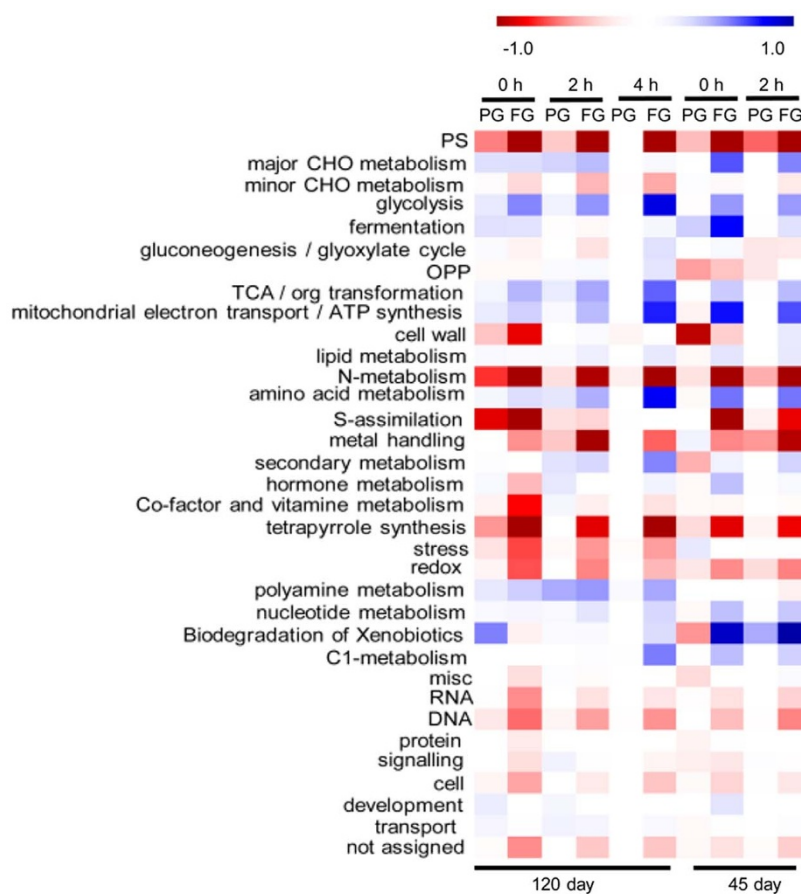 -1.0 1.0
0 h 2 h 4 h 0 h 2 h
PG FG PG FG PG FG PG FG PG FG
PS
major CHO metabolism
minor CHO metabolism
glycolysis
fermentation
gluconeogenesis / glyoxylate cycle
OPP
TCA / org transformation
mitochondrial electron transport / ATP synthesis
cell wall
lipid metabolism
N-metabolism
amino acid metabolism
S-assimilation
metal handling
secondary metabolism
hormone metabolism
Co-factor and vitamine metabolism
tetrapyrrole synthesis
stress
redox
polyamine metabolism
nucleotide metabolism
Biodegradation of Xenobiotics
C1-metabolism
misc
RNA
DNA
protein
signalling
cell
development
transport
not assigned
120 day 45 day